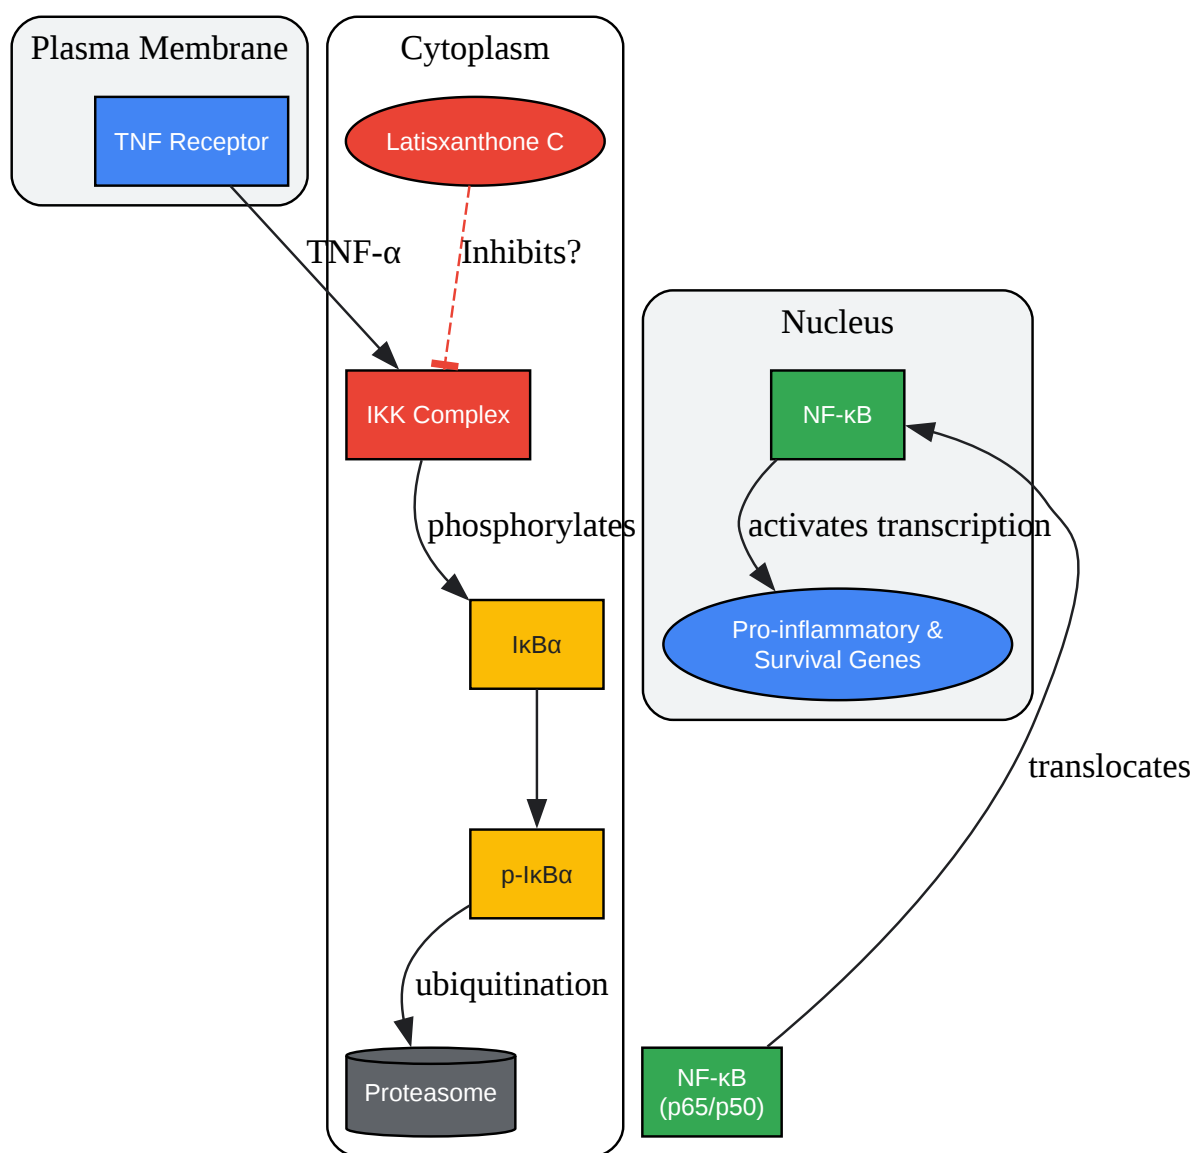 Plasma Membrane
TNF Receptor
Cytoplasm
Latisxanthone C
TNF-α
Inhibits?
IKK Complex
phosphorylates
IκBα
p-IκBα
ubiquitination
Proteasome
Nucleus
NF-κB
activates transcription
Pro-inflammatory &
Survival Genes
translocates
NF-κB
(p65/p50)